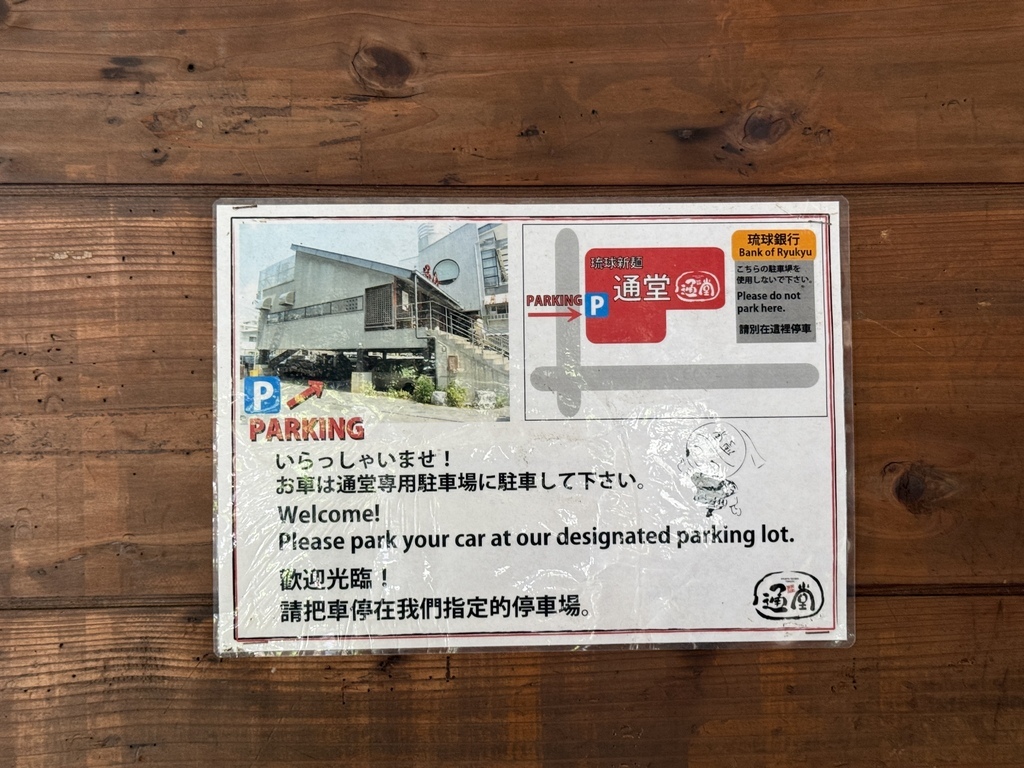 P
PARKING
琉球新麺
通堂
通堂
PARKING
P
琉球銀行
Bank of Ryukyu
こちらの駐車場を
使用しないで下さい。
Please do not
park here.
請別在這裡停車
いらっしゃいませ！
お車は通堂専用駐車場に駐車して下さい。
Welcome!
Please park your car at our designated parking lot.
歡迎光臨！
請把車停在我們指定的停車場。
通堂